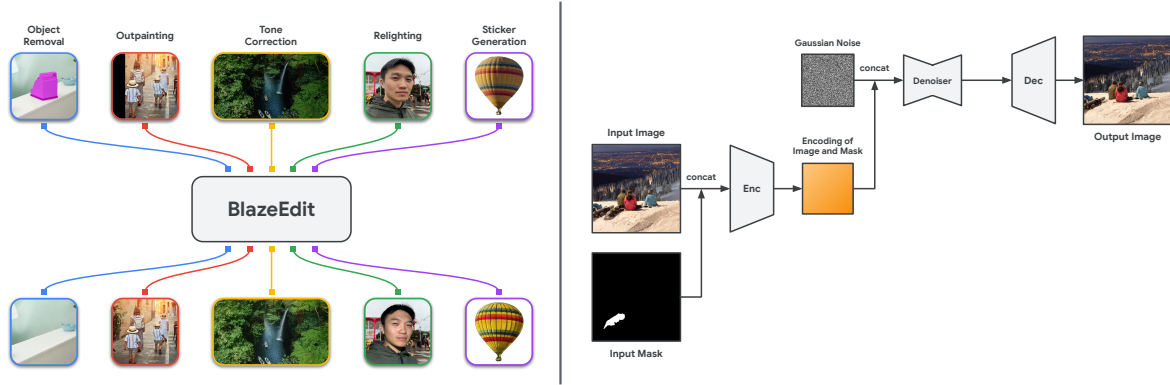 Object
Removal
Outpainting
Tone
Correction
Relighting
Sticker
Generation
BlazeEdit
Gaussian Noise
concat
Denoiser
Dec
Output Image
Input Image
concat
Enc
Encoding of
Image and Mask
Input Mask